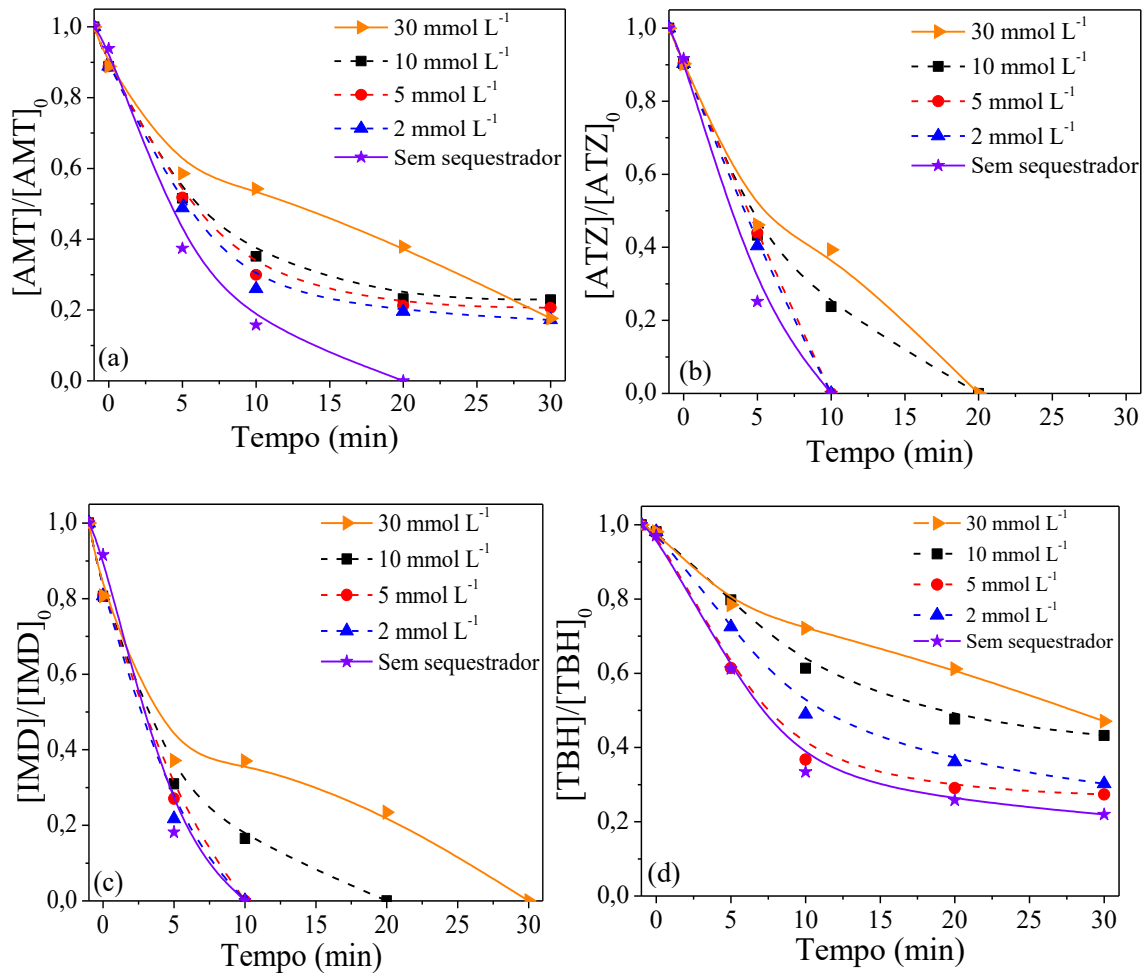 [AMT]/[AMT]₀
1,0
0,8
0,6
0,4
0,2
0,0
30 mmol L⁻¹
10 mmol L⁻¹
5 mmol L⁻¹
2 mmol L⁻¹
Sem sequestrador
(a)
0 5 10 15 20 25 30
Tempo (min)
[ATZ]/[ATZ]₀
1,0
0,8
0,6
0,4
0,2
0,0
30 mmol L⁻¹
10 mmol L⁻¹
5 mmol L⁻¹
2 mmol L⁻¹
Sem sequestrador
(b)
0 5 10 15 20 25 30
Tempo (min)
[IMD]/[IMD]₀
1,0
0,8
0,6
0,4
0,2
0,0
30 mmol L⁻¹
10 mmol L⁻¹
5 mmol L⁻¹
2 mmol L⁻¹
Sem sequestrador
(c)
0 5 10 15 20 25 30
Tempo (min)
[TBH]/[TBH]₀
1,0
0,8
0,6
0,4
0,2
0,0
30 mmol L⁻¹
10 mmol L⁻¹
5 mmol L⁻¹
2 mmol L⁻¹
Sem sequestrador
(d)
0 5 10 15 20 25 30
Tempo (min)